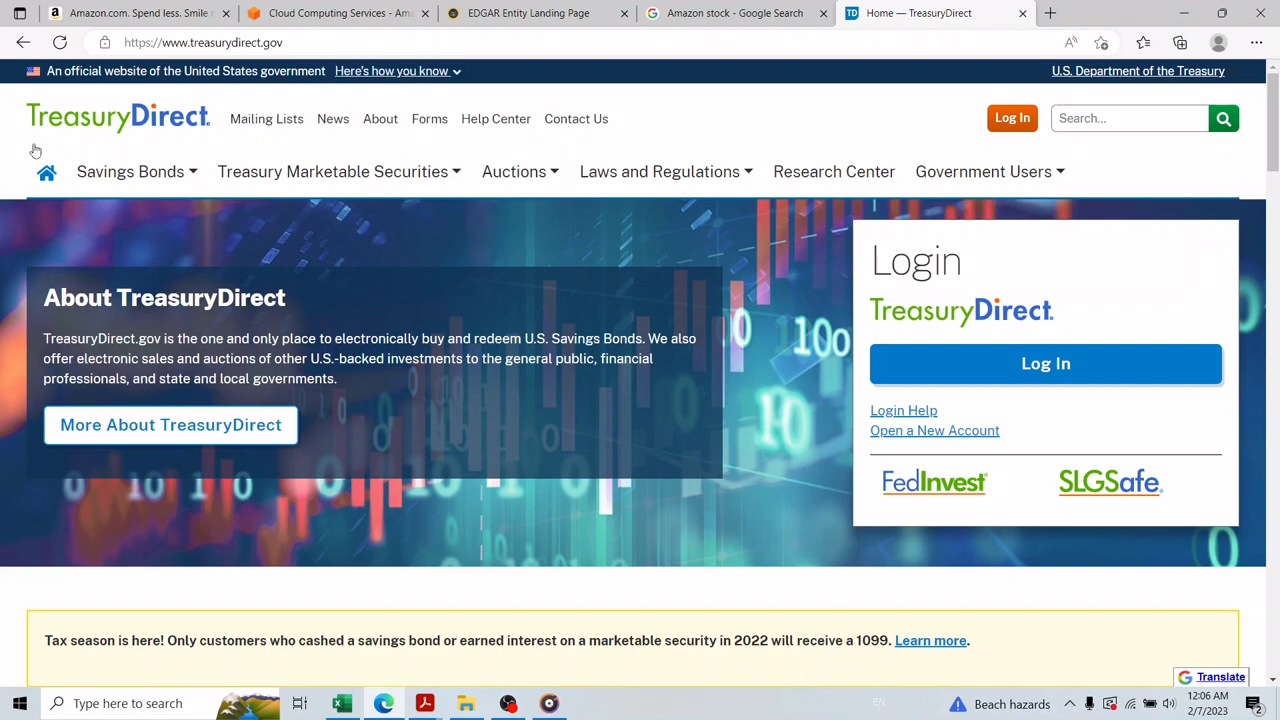 Amazon.com. Spend less. Smile
Cloud Computing Services - Ama
EDGAR Entity Landing Page
Amazon stock - Google Search
TD
Home — TreasuryDirect
https://www.treasurydirect.gov
An official website of the United States government
Here's how you know
U.S. Department of the Treasury
TreasuryDirect
Mailing Lists
News
About
Forms
Help Center
Contact Us
Log In
Search...
Savings Bonds
Treasury Marketable Securities
Auctions
Laws and Regulations
Research Center
Government Users
About TreasuryDirect
TreasuryDirect.gov is the one and only place to electronically buy and redeem U.S. Savings Bonds. We also
offer electronic sales and auctions of other U.S.-backed investments to the general public, financial
professionals, and state and local governments.
More About TreasuryDirect
Login
TreasuryDirect
Log In
Login Help
Open a New Account
FedInvest
SLGSafe
Tax season is here! Only customers who cashed a savings bond or earned interest on a marketable security in 2022 will receive a 1099. Learn more.
Translate
Type here to search
EN
Beach hazards
12:06 AM
2/7/2023
2